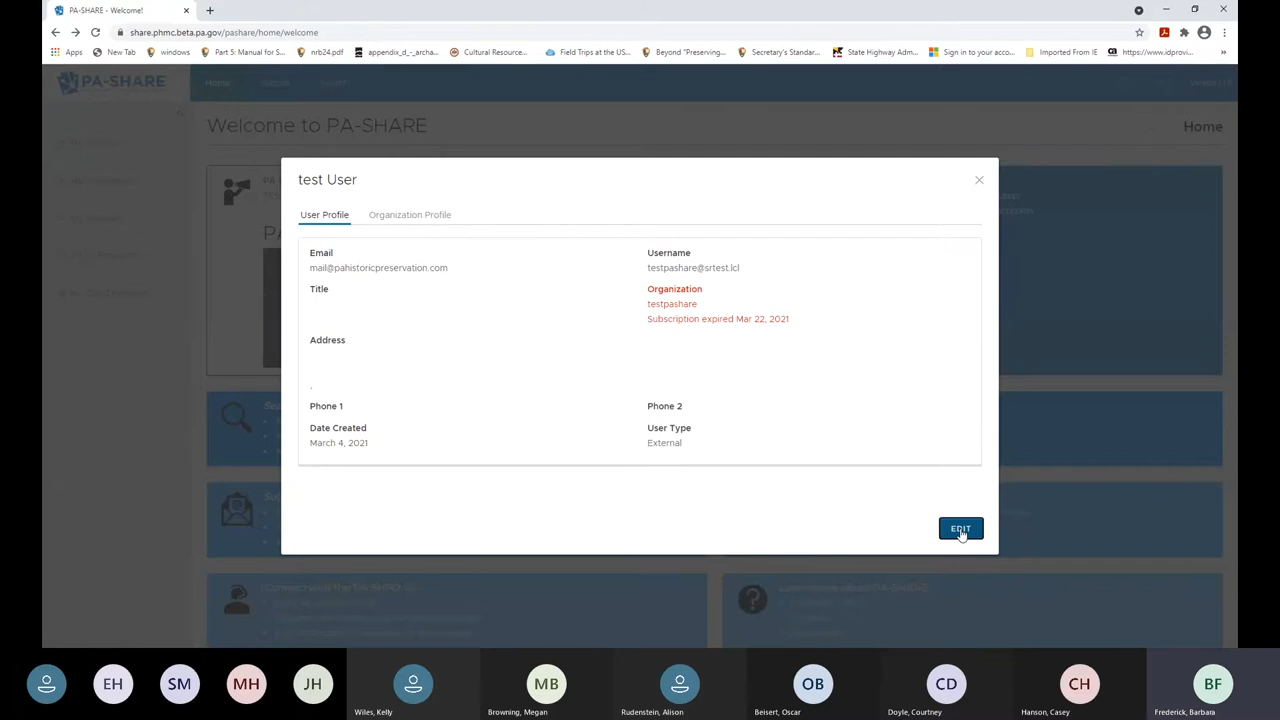 PA-SHARE - Welcome!
share.phmc.beta.pa.gov/pashare/home/welcome
Apps
New Tab
windows
Part 5: Manual for S...
nrb24.pdf
appendix_d_-_archa...
Cultural Resource...
Field Trips at the US...
Beyond "Preserving...
Secretary's Standar...
State Highway Adm...
Sign in to your acco...
Imported From IE
https://www.idprovi...
PA-SHARE
Home
Welcome to PA-SHARE
Home
test User
User Profile
Organization Profile
Email
mail@pahistoricpreservation.com
Username
testpashare@srtest.lcl
Title
Organization
testpashare
Subscription expired Mar 22, 2021
Address
,
Phone 1
Phone 2
Date Created
March 4, 2021
User Type
External
EDIT
EH
SM
MH
JH
MB
OB
CD
CH
BF
Wiles, Kelly
Browning, Megan
Rudenstein, Alison
Beisert, Oscar
Doyle, Courtney
Hanson, Casey
Frederick, Barbara